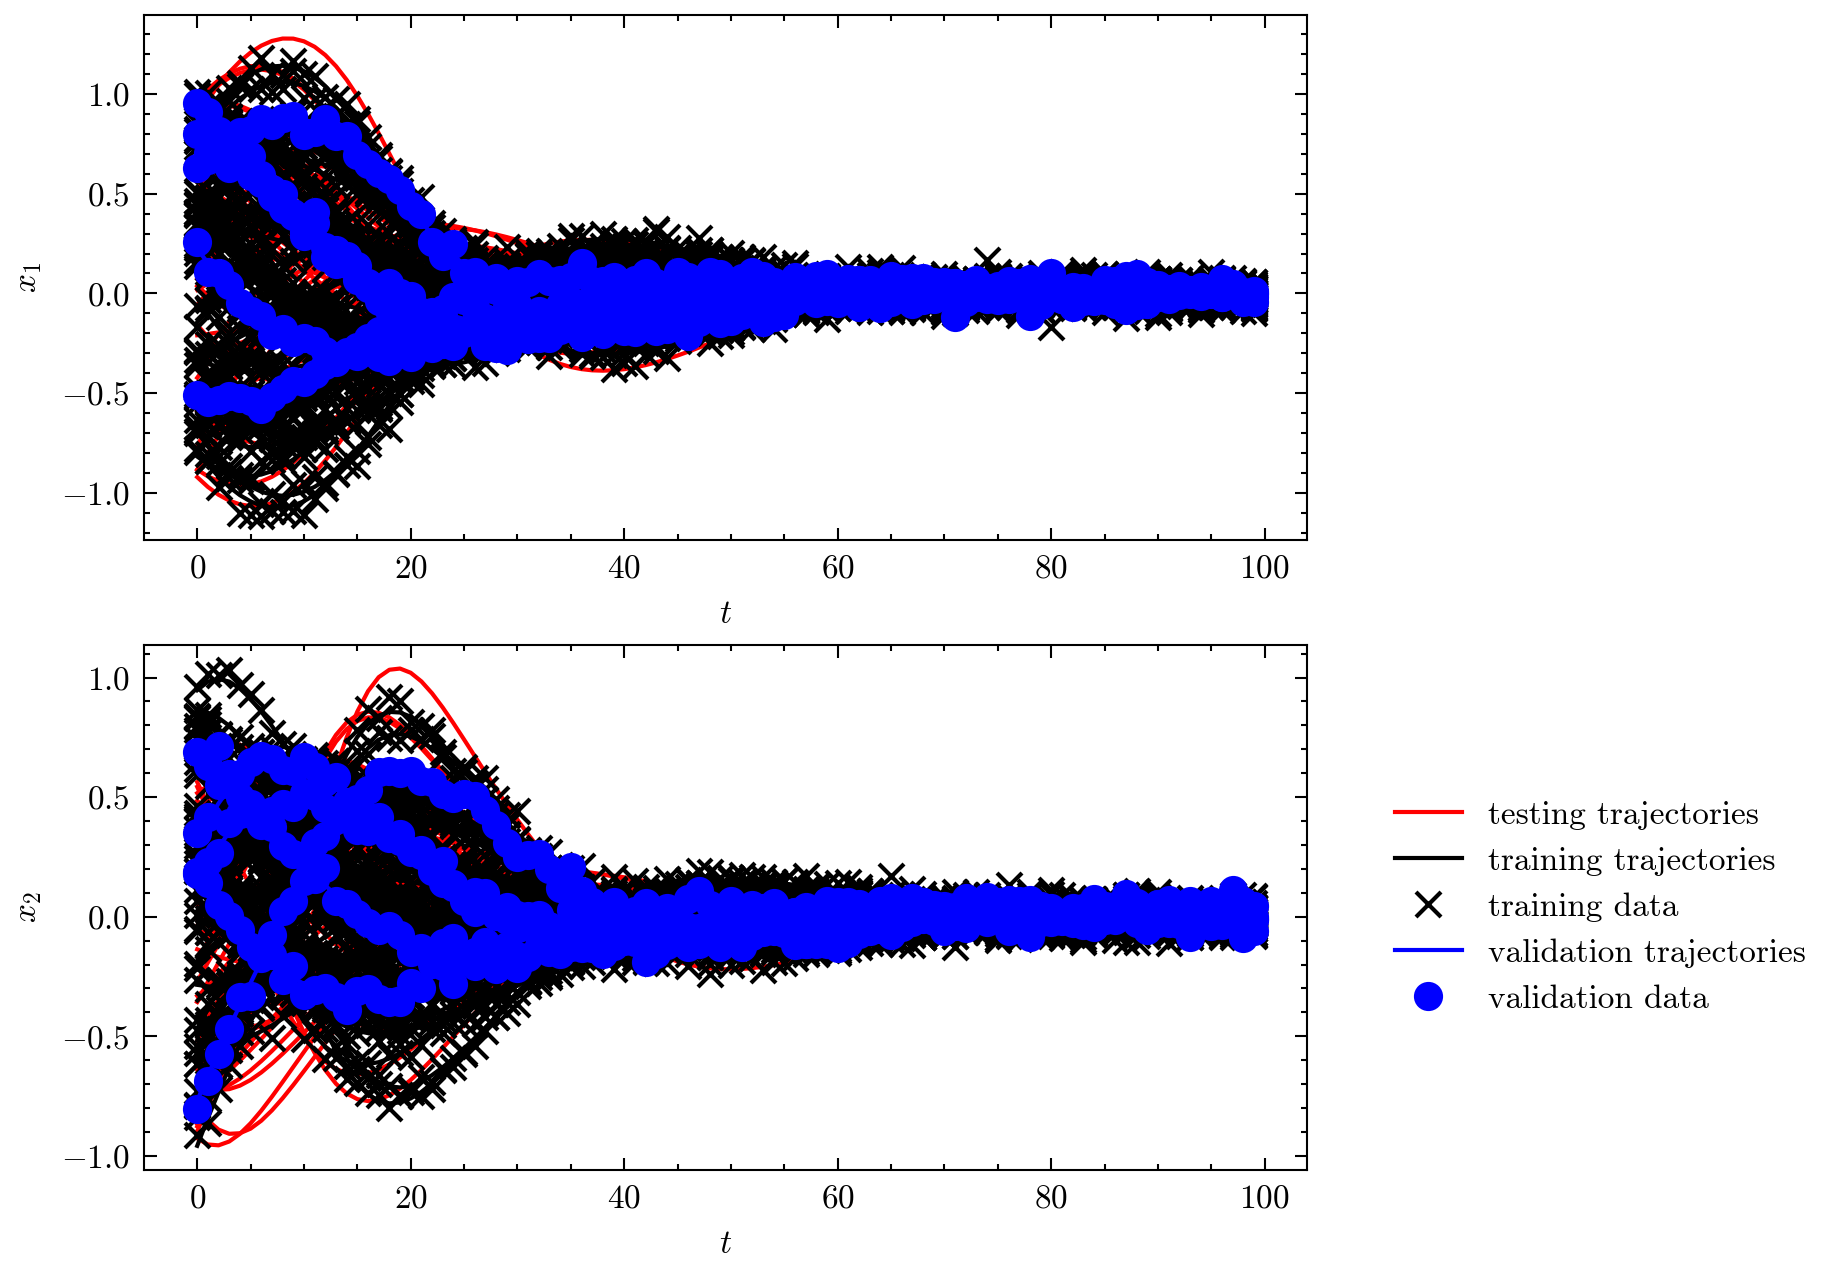 1.0
0.5
0.0
−0.5
−1.0
x₁
0 20 40 60 80 100
t
1.0
0.5
0.0
−0.5
−1.0
x₂
0 20 40 60 80 100
t
testing trajectories
training trajectories
training data
validation trajectories
validation data